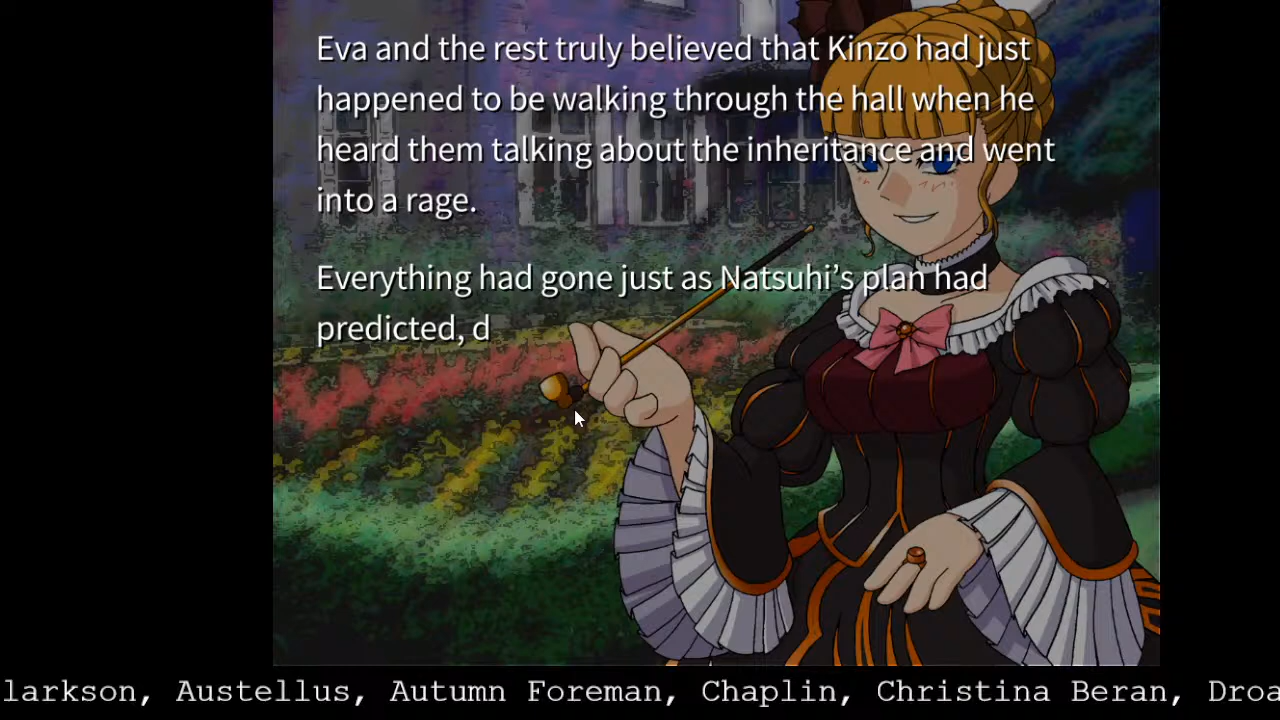 Eva and the rest truly believed that Kinzo had just
happened to be walking through the hall when he
heard them talking about the inheritance and went
into a rage.
Everything had gone just as Natsuhi’s plan had
predicted, d
larkson, Austellus, Autumn Foreman, Chaplin, Christina Beran, Droa